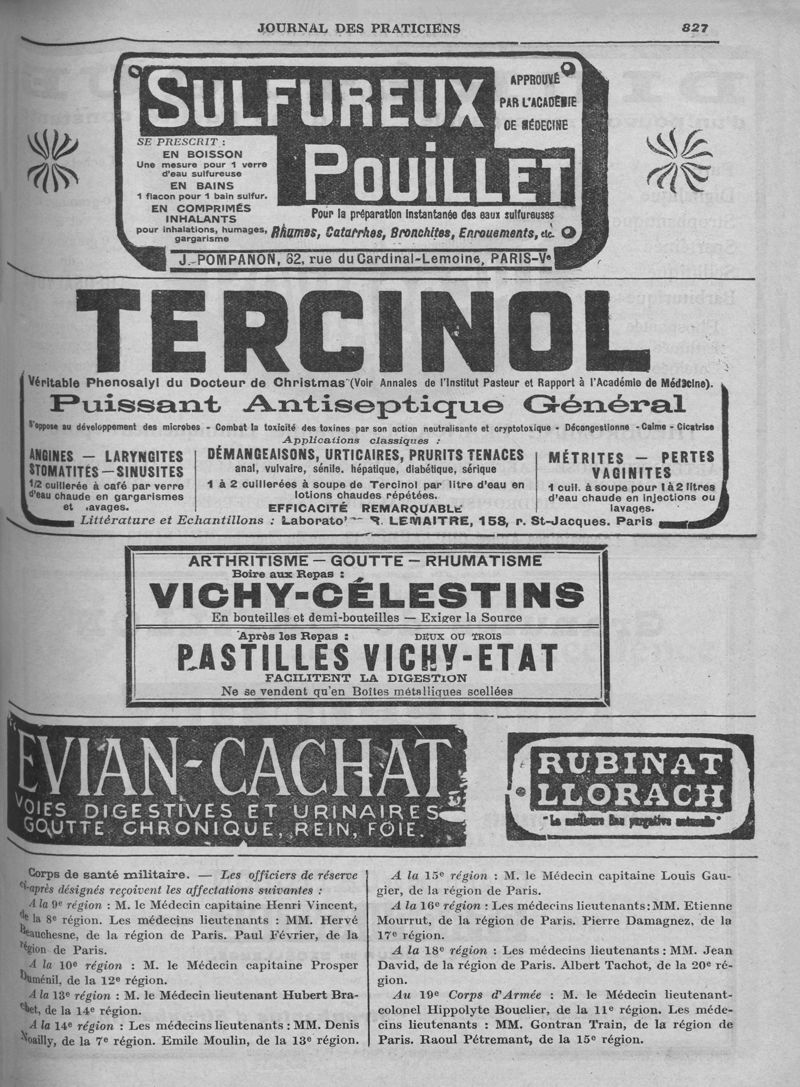 JOURNAL DES PRATICIENS 827
SULFUREUX
POUILLET
APPROUVÉ
PAR L'ACADÉMIE
DE MÉDECINE
SE PRESCRIT :
EN BOISSON
Une mesure pour 1 verre
d'eau sulfureuse
EN BAINS
1 flacon pour 1 bain sulfur.
EN COMPRIMÉS
INHALANTS
pour inhalations, humages,
gargarisme
Pour la préparation instantanée des eaux sulfureuses
Rhumes, Catarrhes, Bronchites, Enrouements, etc.
J. POMPANON, 62, rue du Cardinal-Lemoine, PARIS-Ve
TERCINOL
Véritable Phenosalyl du Docteur de Christmas (Voir Annales de l'Institut Pasteur et Rapport à l'Académie de Médecine).
Puissant Antiseptique Général
S'oppose au développement des microbes - Combat la toxicité des toxines par son action neutralisante et cryptotoxique - Décongestionne - Calme - Cicatrise
Applications classiques :
ANGINES — LARYNGITES
STOMATITES — SINUSITES
1/2 cuillerée à café par verre
d'eau chaude en gargarismes
et lavages.
DÉMANGEAISONS, URTICAIRES, PRURITS TENACES
anal, vulvaire, sénile, hépatique, diabétique, sérique
1 à 2 cuillerées à soupe de Tercinol par litre d'eau en
lotions chaudes répétées.
EFFICACITÉ REMARQUABLE
MÉTRITES — PERTES
VAGINITES
1 cuil. à soupe pour 1 à 2 litres
d'eau chaude en injections ou
lavages.
Littérature et Echantillons : Laborato R. LEMAITRE, 158, r. St-Jacques. Paris
ARTHRITISME — GOUTTE — RHUMATISME
Boire aux Repas :
VICHY-CÉLESTINS
En bouteilles et demi-bouteilles — Exiger la Source
Après les Repas : DEUX OU TROIS
PASTILLES VICHY-ETAT
FACILITENT LA DIGESTION
Ne se vendent qu'en Boîtes métalliques scellées
EVIAN-CACHAT
VOIES DIGESTIVES ET URINAIRES
GOUTTE CHRONIQUE, REIN, FOIE.
RUBINAT
LLORACH
"La meilleure Eau purgative naturelle"
Corps de santé militaire. — Les officiers de réserve
ci-après désignés reçoivent les affectations suivantes :
A la 9e région : M. le Médecin capitaine Henri Vincent,
de la 8e région. Les médecins lieutenants : MM. Hervé
Beauchesne, de la région de Paris. Paul Février, de la
région de Paris.
A la 10e région : M. le Médecin capitaine Prosper
Duménil, de la 12e région.
A la 13e région : M. le Médecin lieutenant Hubert Bra-
chet, de la 14e région.
A la 14e région : Les médecins lieutenants : MM. Denis
Noailly, de la 7e région. Emile Moulin, de la 13e région.
A la 15e région : M. le Médecin capitaine Louis Gau-
gier, de la région de Paris.
A la 16e région : Les médecins lieutenants : MM. Etienne
Mourrut, de la région de Paris. Pierre Damagnez, de la
17e région.
A la 18e région : Les médecins lieutenants : MM. Jean
David, de la région de Paris. Albert Tachot, de la 20e ré-
gion.
Au 19e Corps d'Armée : M. le Médecin lieutenant-
colonel Hippolyte Bouclier, de la 11e région. Les méde-
cins lieutenants : MM. Gontran Train, de la région de
Paris. Raoul Pétremant, de la 15e région.